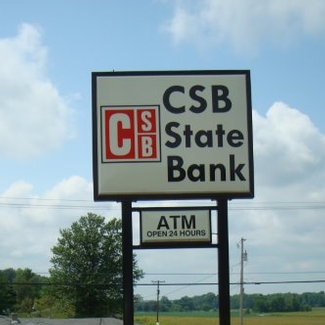 CSB
CSB
State
Bank
ATM
OPEN 24 HOURS